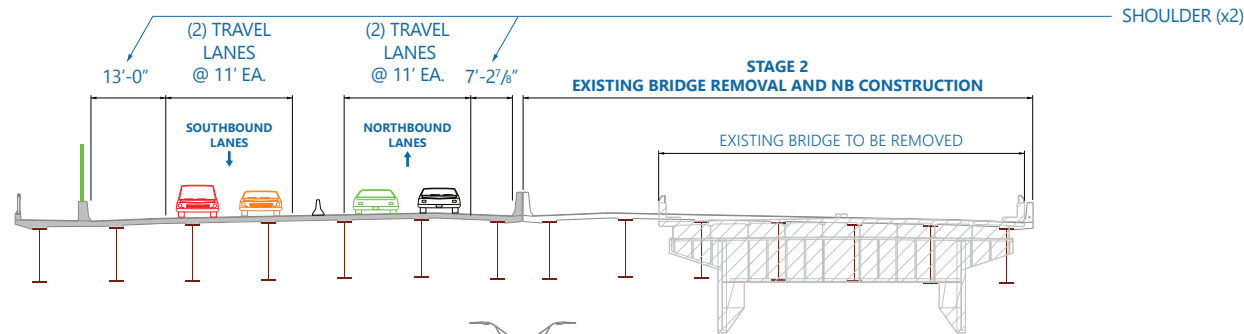 SHOULDER (x2)
(2) TRAVEL
LANES
@ 11' EA.
(2) TRAVEL
LANES
@ 11' EA.
13'-0"
7'-2⅞"
STAGE 2
EXISTING BRIDGE REMOVAL AND NB CONSTRUCTION
SOUTHBOUND
LANES
NORTHBOUND
LANES
EXISTING BRIDGE TO BE REMOVED